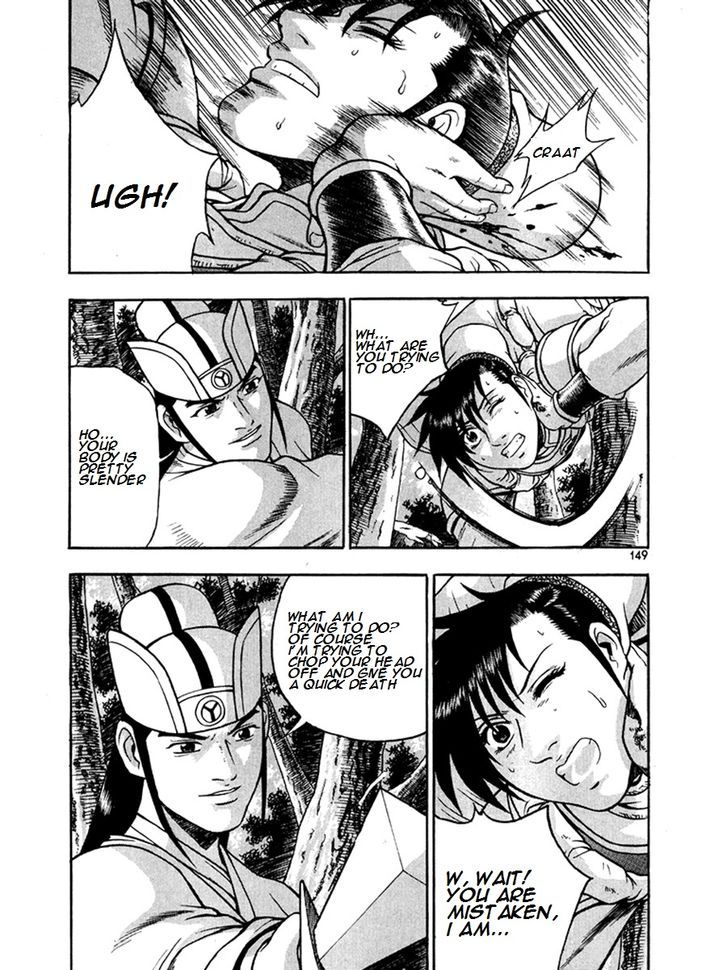 CRAAT
UGH!
WH...
WHAT ARE
YOU TRYING
TO DO?
HO...
YOUR
BODY IS
PRETTY
SLENDER
149
WHAT AM I
TRYING TO DO?
OF COURSE
I'M TRYING TO
CHOP YOUR HEAD
OFF AND GIVE YOU
A QUICK DEATH
W, WAIT!
YOU ARE
MISTAKEN,
I AM...